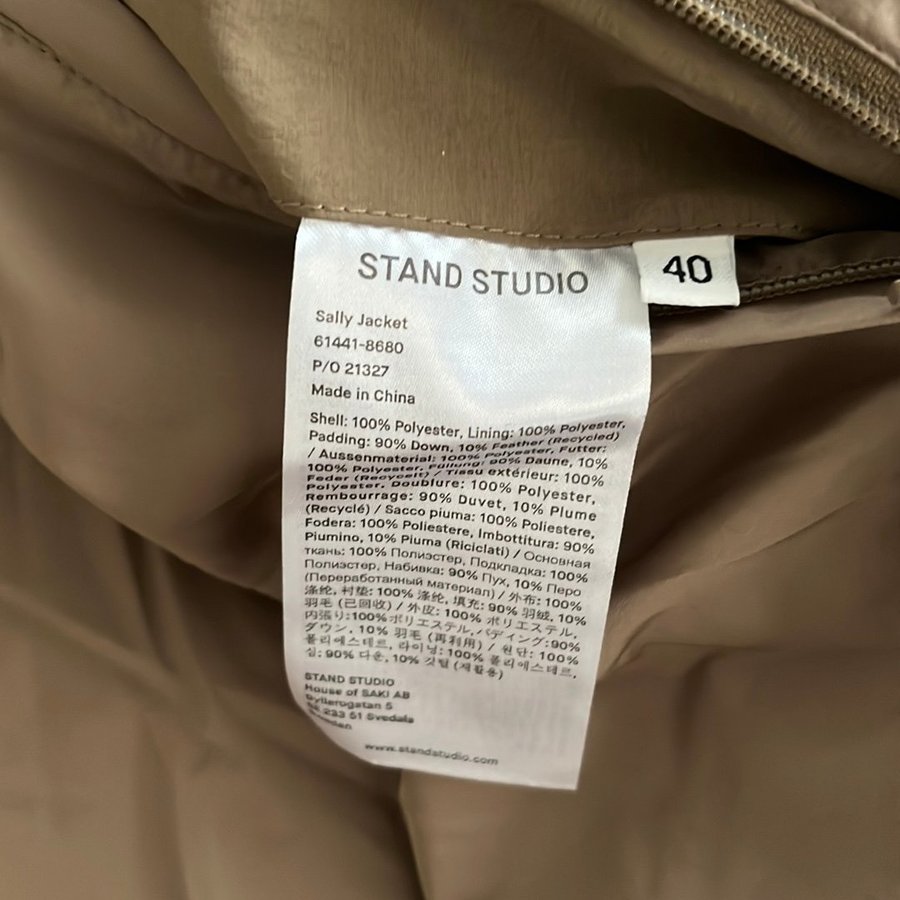 STAND STUDIO
40
Sally Jacket
61441-8680
P/O 21327
Made in China
Shell: 100% Polyester, Lining: 100% Polyester,
Padding: 90% Down, 10% Feather (Recycled)
/ Aussenmaterial: 100% Polyester, Futter:
100% Polyester, Füllung: 90% Daune, 10%
Feder (Recycelt) / Tissu extérieur: 100%
Polyester, Doublure: 100% Polyester,
Rembourrage: 90% Duvet, 10% Plume
(Recyclé) / Sacco piuma: 100% Poliestere,
Fodera: 100% Poliestere, Imbottitura: 90%
Piumino, 10% Piuma (Riciclati) / Основная
ткань: 100% Полиэстер, Подкладка: 100%
Полиэстер, Набивка: 90% Пух, 10% Перо
(Переработанный материал) / 外布: 100%
涤纶, 衬垫: 100% 涤纶, 填充: 90% 羽绒, 10%
羽毛 (已回收) / 外皮: 100% ポリエステル,
内張り:100% ポリエステル, パディング:90%
ダウン, 10% 羽毛 (再利用) / 원단: 100%
폴리에스테르, 라이닝: 100% 폴리에스테르,
심: 90% 다운, 10% 깃털 (재활용)
STAND STUDIO
House of SAKI AB
5
SE 233 51 Svedala
Sweden
www.standstudio.com